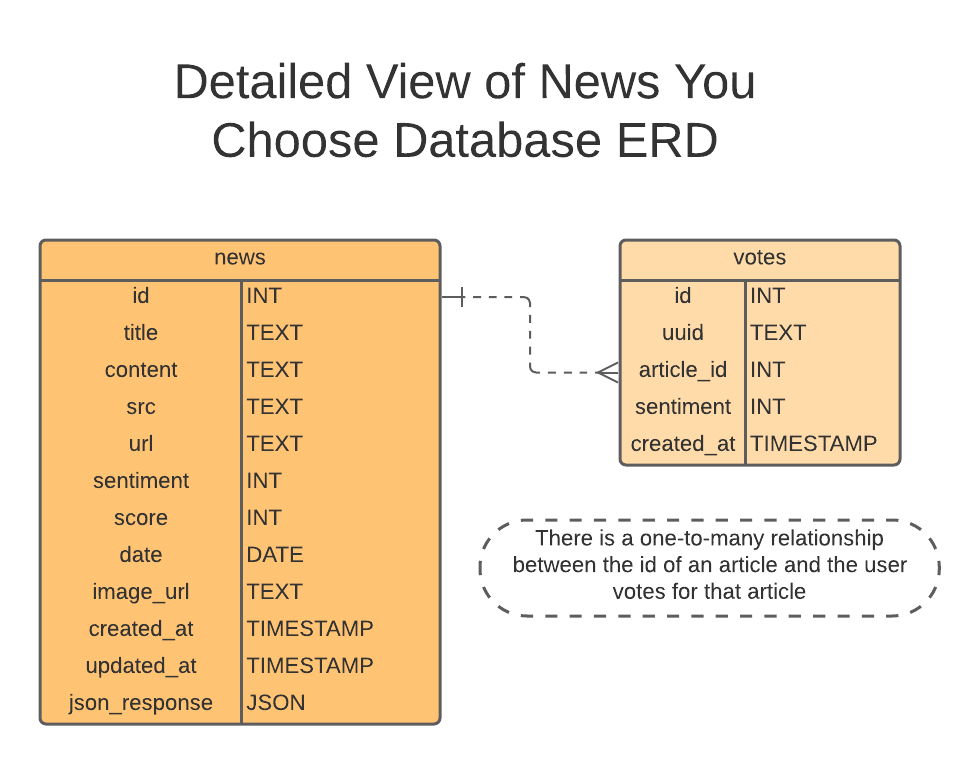 Detailed View of News You
Choose Database ERD
news
id INT
title TEXT
content TEXT
src TEXT
url TEXT
sentiment INT
score INT
date DATE
image_url TEXT
created_at TIMESTAMP
updated_at TIMESTAMP
json_response JSON
votes
id INT
uuid TEXT
article_id INT
sentiment INT
created_at TIMESTAMP
There is a one-to-many relationship
between the id of an article and the user
votes for that article